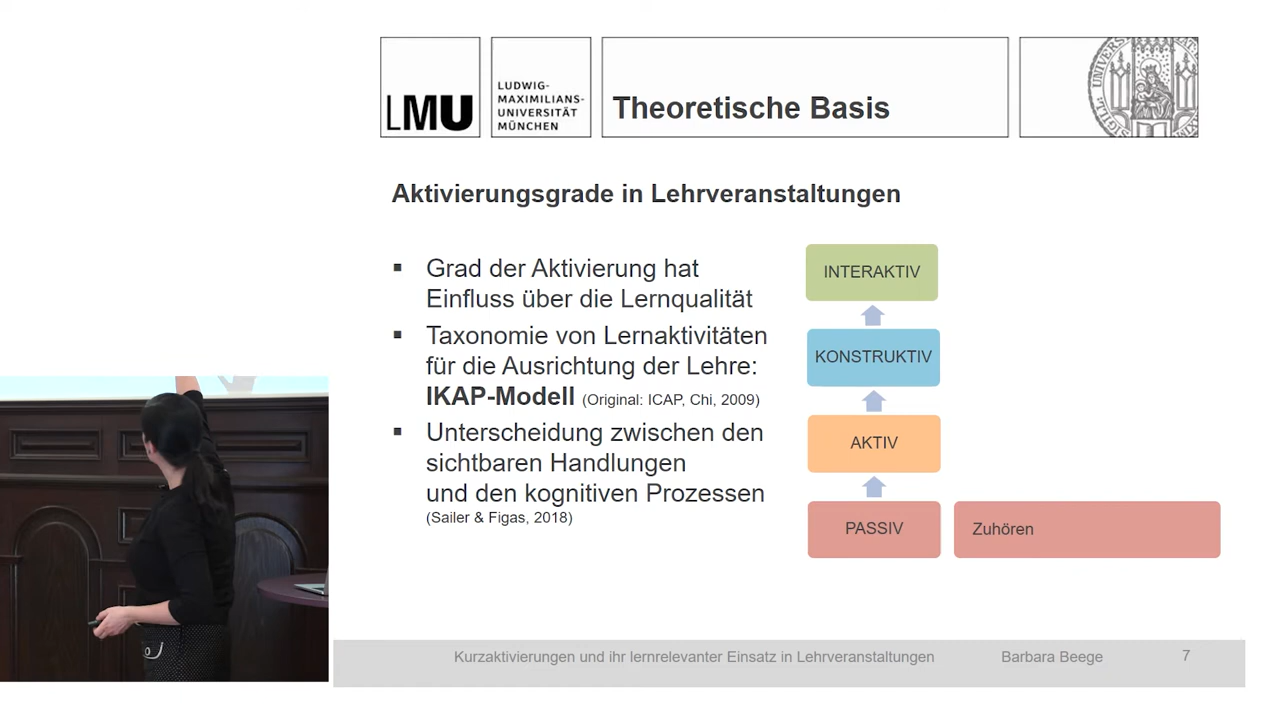 LMU
LUDWIG-
MAXIMILIANS-
UNIVERSITÄT
MÜNCHEN
Theoretische Basis
Aktivierungsgrade in Lehrveranstaltungen
Grad der Aktivierung hat
Einfluss über die Lernqualität
Taxonomie von Lernaktivitäten
für die Ausrichtung der Lehre:
IKAP-Modell (Original: ICAP, Chi, 2009)
Unterscheidung zwischen den
sichtbaren Handlungen
und den kognitiven Prozessen
(Sailer & Figas, 2018)
INTERAKTIV
KONSTRUKTIV
AKTIV
PASSIV
Zuhören
Kurzaktivierungen und ihr lernrelevanter Einsatz in Lehrveranstaltungen
Barbara Beege
7